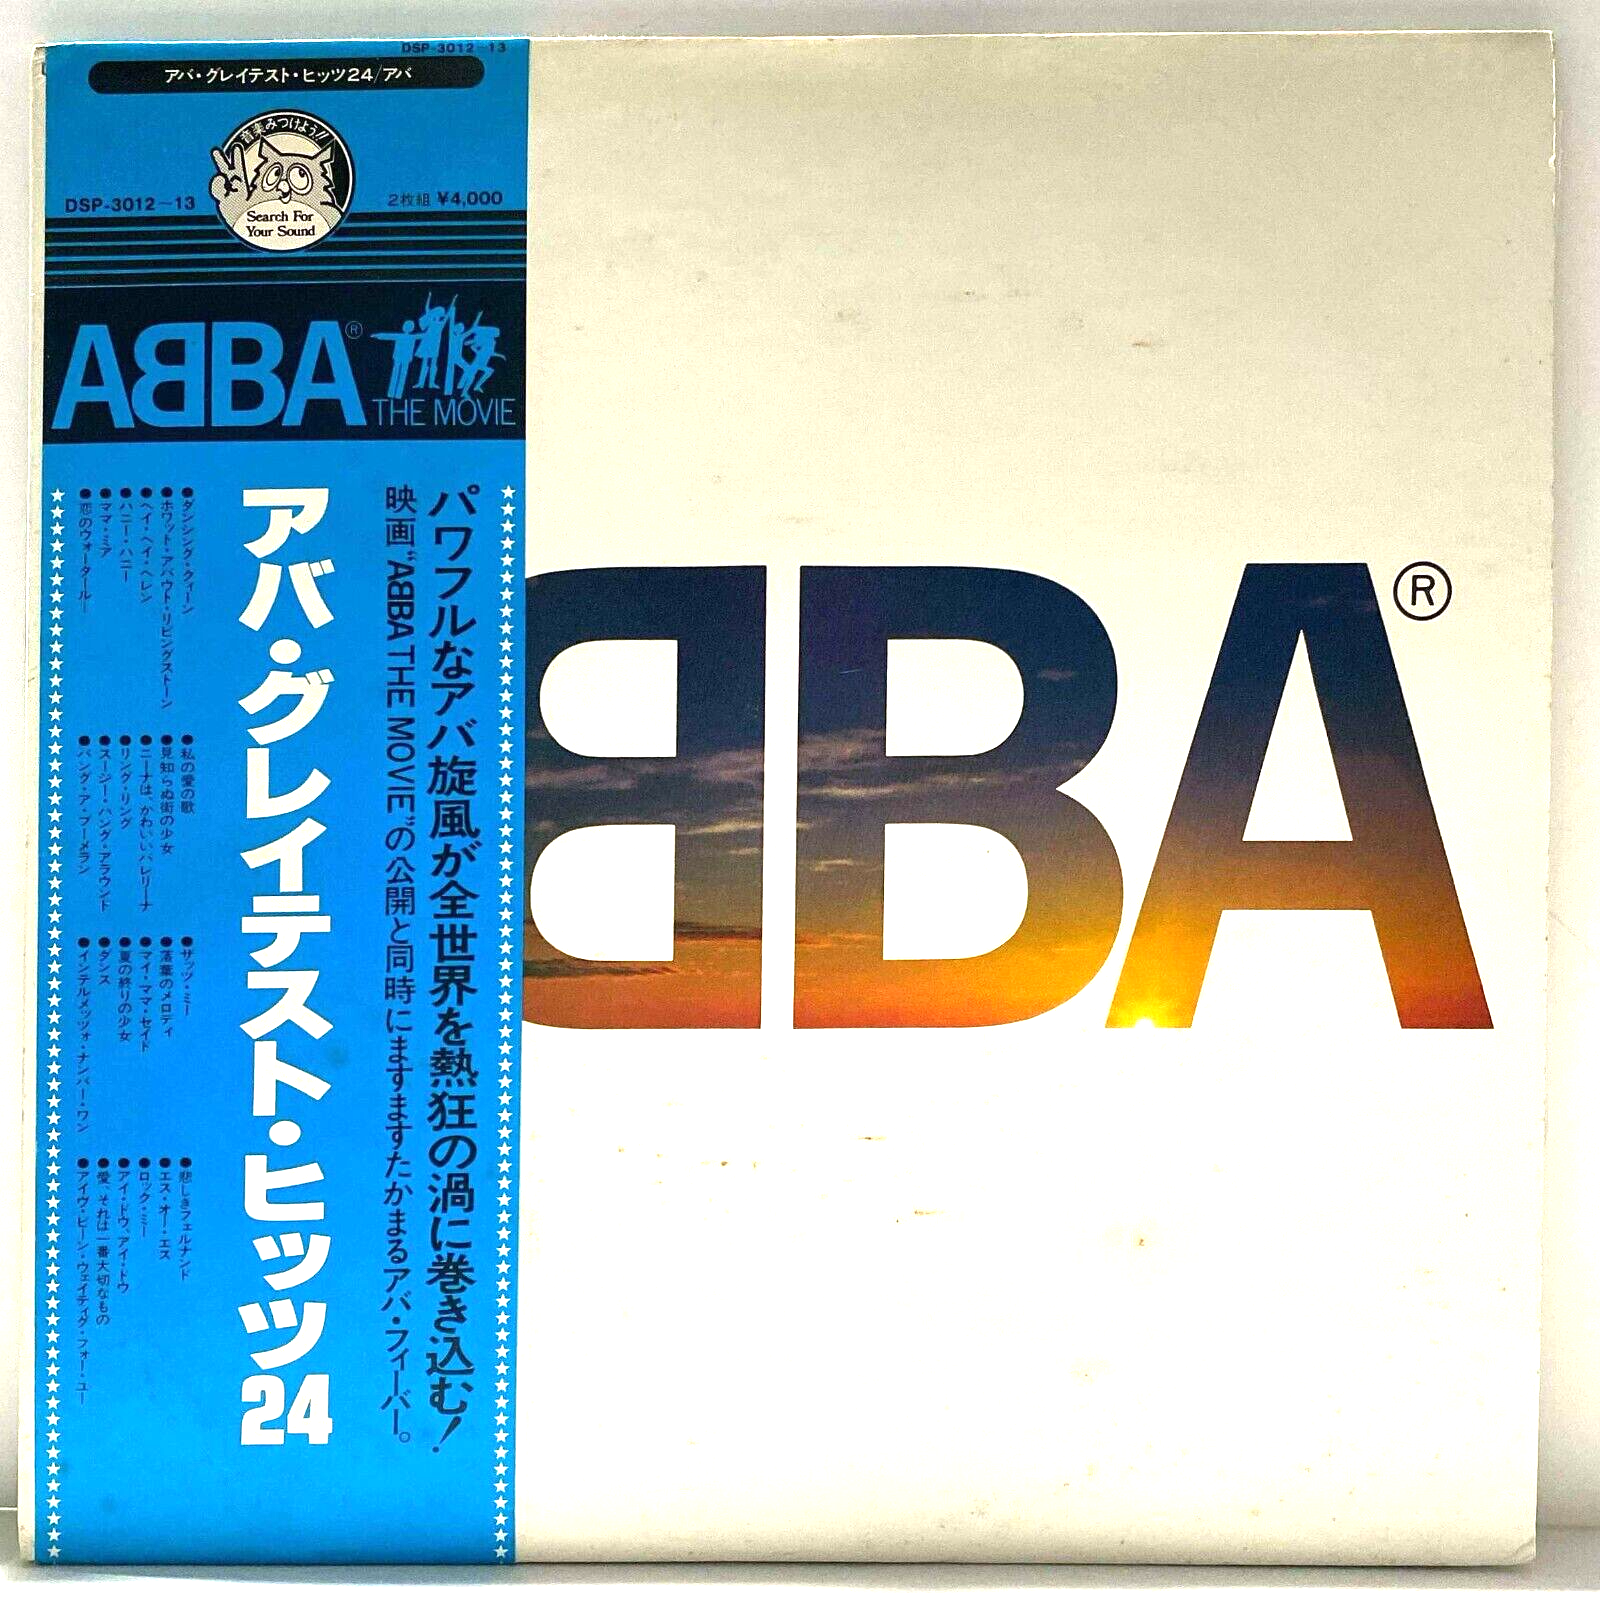 DSP-3012-13
アバ・グレイテスト・ヒッツ24/アバ
音楽みつけよう!!
Search For
Your Sound
DSP-3012-13
2枚組 ¥4,000
ABBA®
THE MOVIE
パワフルなアバ旋風が全世界を熱狂の渦に巻き込む!
映画“ABBA THE MOVIE”の公開と同時にますますたかまるアバ・フィーバー。
アバ・グレイテスト・ヒッツ24
●ダンシング・クィーン
●ホワット・アバウト・リビングストーン
●ヘイ・ヘイ・ヘレン
●ハニー・ハニー
●ママ・ミア
●恋のウォータールー
●私の愛の歌
●見知らぬ街の少女
●ニーナは、かわいいバレリーナ
●リング・リング
●スージー・ハング・アラウンド
●バング・ア・ブーメラン
●ザッツ・ミー
●落葉のメロディ
●マイ・ママ・セイド
●夏の終りの少女
●ダンス
●インテルメッツォ・ナンバー・ワン
●悲しきフェルナンド
●エス・オー・エス
●ロック・ミー
●アイ・ドウ、アイ・ドウ
●愛、それは一番大切なもの
●アイヴ・ビーン・ウェイティグ・フォー・ユー
BBA®